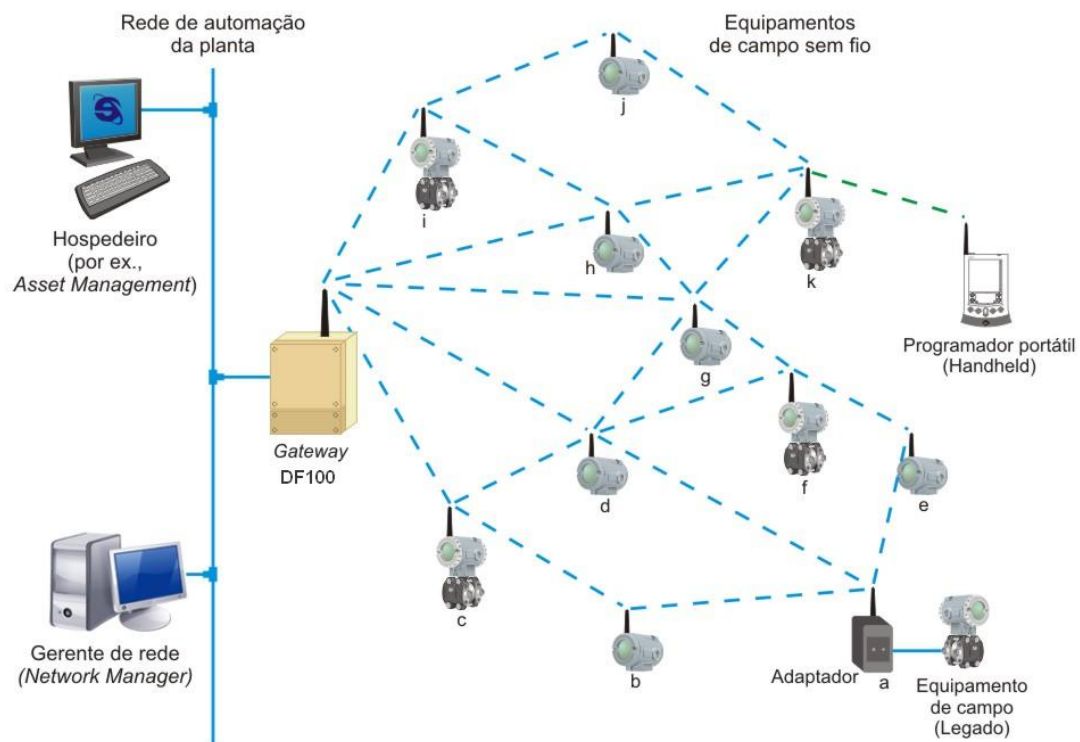 Rede de automação
da planta
Equipamentos
de campo sem fio
j
i
Hospedeiro
(por ex.,
Asset Management)
h
k
g
Programador portátil
(Handheld)
Gateway
DF100
d
f
e
c
b
Gerente de rede
(Network Manager)
Adaptador
a
Equipamento
de campo
(Legado)